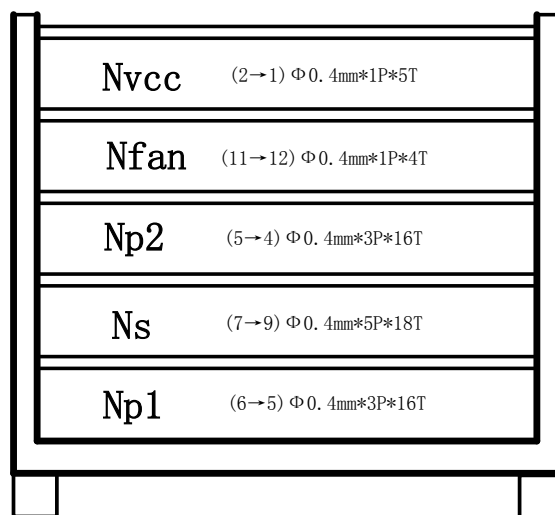 Nvcc (2→1)Φ0.4mm*1P*5T
Nfan (11→12)Φ0.4mm*1P*4T
Np2 (5→4)Φ0.4mm*3P*16T
Ns (7→9)Φ0.4mm*5P*18T
Np1 (6→5)Φ0.4mm*3P*16T